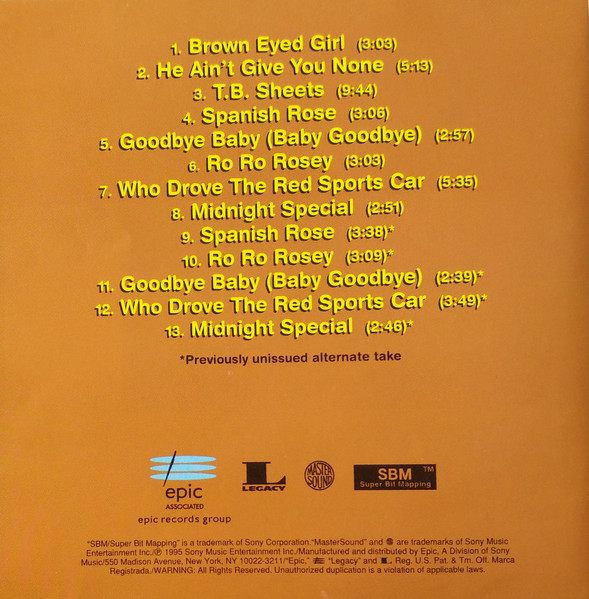 1. Brown Eyed Girl (3:03)
2. He Ain't Give You None (5:13)
3. T.B. Sheets (9:44)
4. Spanish Rose (3:06)
5. Goodbye Baby (Baby Goodbye) (2:57)
6. Ro Ro Rosey (3:03)
7. Who Drove The Red Sports Car (5:35)
8. Midnight Special (2:51)
9. Spanish Rose (3:38)*
10. Ro Ro Rosey (3:09)*
11. Goodbye Baby (Baby Goodbye) (2:39)*
12. Who Drove The Red Sports Car (3:49)*
13. Midnight Special (2:46)*
*Previously unissued alternate take
epic
ASSOCIATED
epic records group
L
LEGACY
MASTER
SOUND
SBM™
Super Bit Mapping
"SBM/Super Bit Mapping" is a trademark of Sony Corporation."MasterSound" and are trademarks of Sony Music
Entertainment Inc./℗ 1995 Sony Music Entertainment Inc./Manufactured and distributed by Epic, A Division of Sony
Music/550 Madison Avenue, New York, NY 10022-3211/"Epic." "Legacy" and L Reg. U.S. Pat. & Tm. Off. Marca
Registrada./WARNING: All Rights Reserved. Unauthorized duplication is a violation of applicable laws.